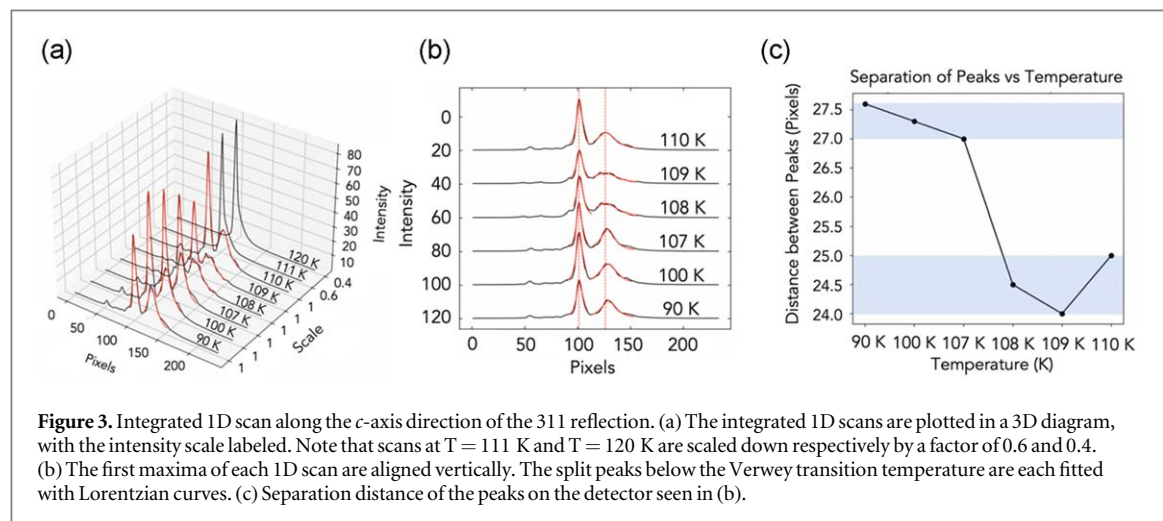 (a)
80
70
60
50
40
30
20
10
Intensity
120 K
111 K
110 K
109 K
108 K
107 K
100 K
90 K
0.4
0.6
1
1
1
1
1
1
Scale
0
50
100
150
200
Pixels
(b)
0
20
40
60
80
100
120
Intensity
110 K
109 K
108 K
107 K
100 K
90 K
0 50 100 150 200
Pixels
(c)
Separation of Peaks vs Temperature
27.5
27.0
26.5
26.0
25.5
25.0
24.5
24.0
Distance between Peaks (Pixels)
90 K 100 K 107 K 108 K 109 K 110 K
Temperature (K)
Figure 3. Integrated 1D scan along the c-axis direction of the 311 reflection. (a) The integrated 1D scans are plotted in a 3D diagram,
with the intensity scale labeled. Note that scans at T = 111 K and T = 120 K are scaled down respectively by a factor of 0.6 and 0.4.
(b) The first maxima of each 1D scan are aligned vertically. The split peaks below the Verwey transition temperature are each fitted
with Lorentzian curves. (c) Separation distance of the peaks on the detector seen in (b).